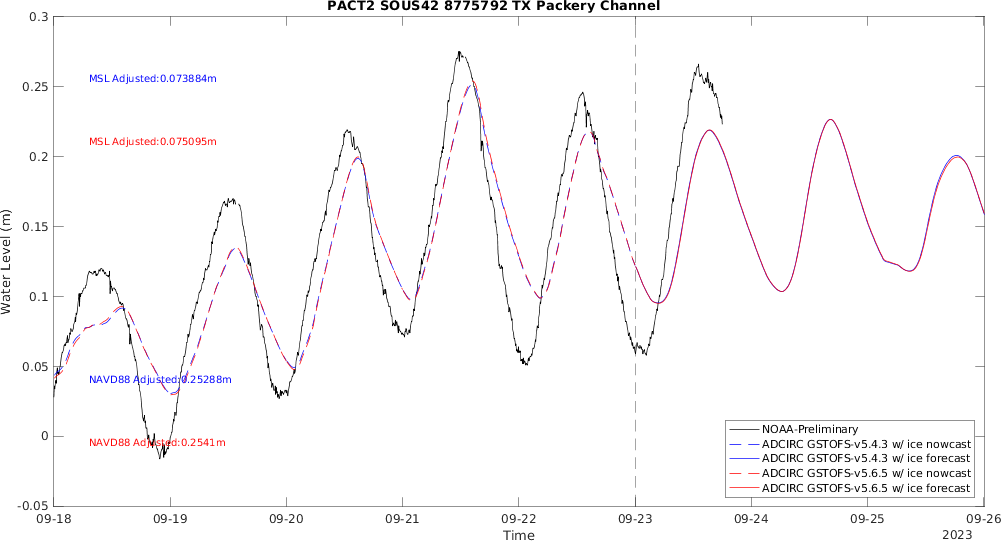 PACT2 SOUS42 8775792 TX Packery Channel
0.3
0.25
0.2
0.15
0.1
0.05
0
-0.05
Water Level (m)
MSL Adjusted:0.073884m
MSL Adjusted:0.075095m
NAVD88 Adjusted:0.25288m
NAVD88 Adjusted:0.2541m
NOAA-Preliminary
ADCIRC GSTOFS-v5.4.3 w/ ice nowcast
ADCIRC GSTOFS-v5.4.3 w/ ice forecast
ADCIRC GSTOFS-v5.6.5 w/ ice nowcast
ADCIRC GSTOFS-v5.6.5 w/ ice forecast
09-18 09-19 09-20 09-21 09-22 09-23 09-24 09-25 09-26
Time
2023